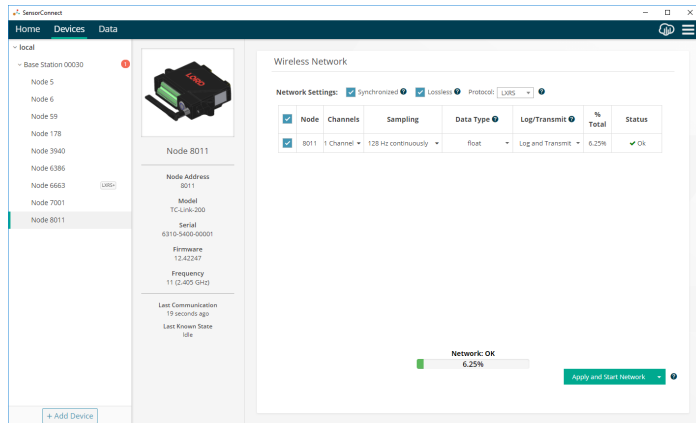 SensorConnect
Home Devices Data
local
Base Station 00030 1
Node 5
Node 6
Node 59
Node 178
Node 3940
Node 6386
Node 6663 LXRS+
Node 7001
Node 8011
+ Add Device
LORD
Node 8011
Node Address
8011
Model
TC-Link-200
Serial
6310-5400-00001
Firmware
12.42247
Frequency
11 (2.405 GHz)
Last Communication
19 seconds ago
Last Known State
Idle
Wireless Network
Network Settings: Synchronized ? Lossless ? Protocol: LXRS ?
Node Channels Sampling Data Type ? Log/Transmit ? % Total Status
8011 1 Channel 128 Hz continuously float Log and Transmit 6.25% Ok
Network: OK
6.25%
Apply and Start Network ?